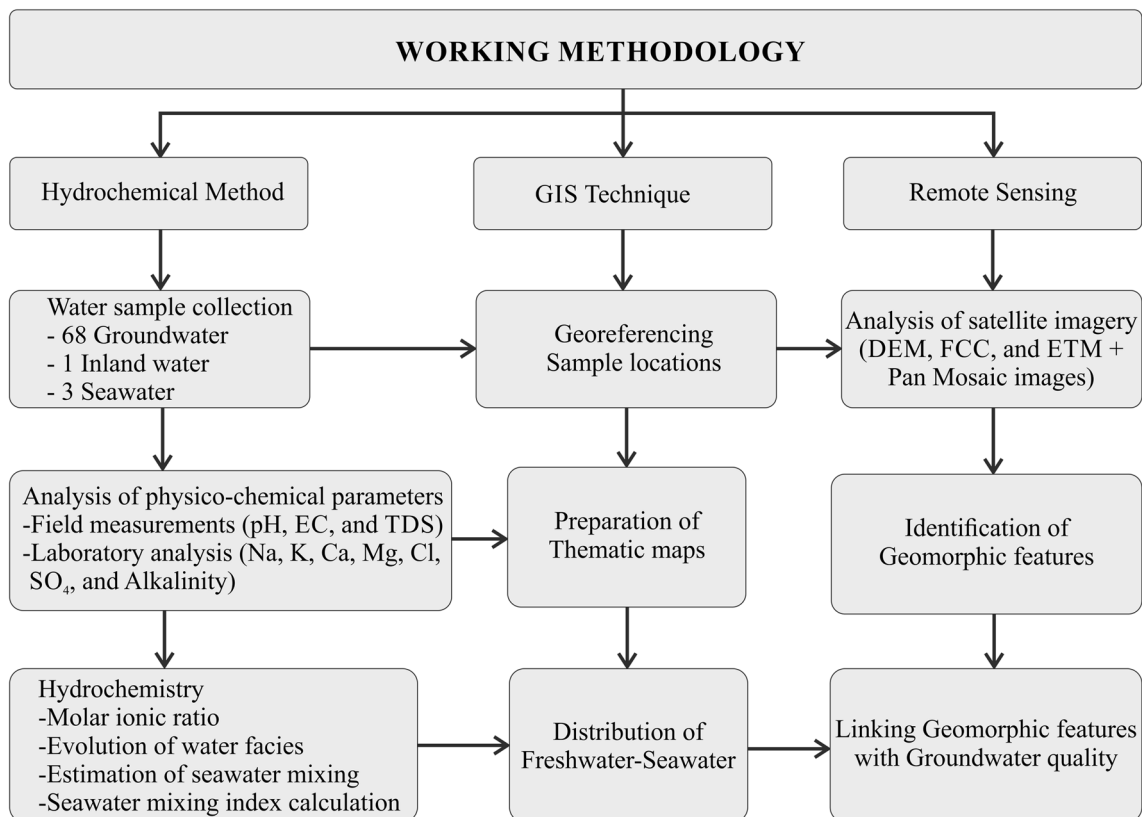 WORKING METHODOLOGY
Hydrochemical Method
GIS Technique
Remote Sensing
Water sample collection
- 68 Groundwater
- 1 Inland water
- 3 Seawater
Georeferencing
Sample locations
Analysis of satellite imagery
(DEM, FCC, and ETM +
Pan Mosaic images)
Analysis of physico-chemical parameters
-Field measurements (pH, EC, and TDS)
-Laboratory analysis (Na, K, Ca, Mg, Cl,
SO₄, and Alkalinity)
Preparation of
Thematic maps
Identification of
Geomorphic features
Hydrochemistry
-Molar ionic ratio
-Evolution of water facies
-Estimation of seawater mixing
-Seawater mixing index calculation
Distribution of
Freshwater-Seawater
Linking Geomorphic features
with Groundwater quality